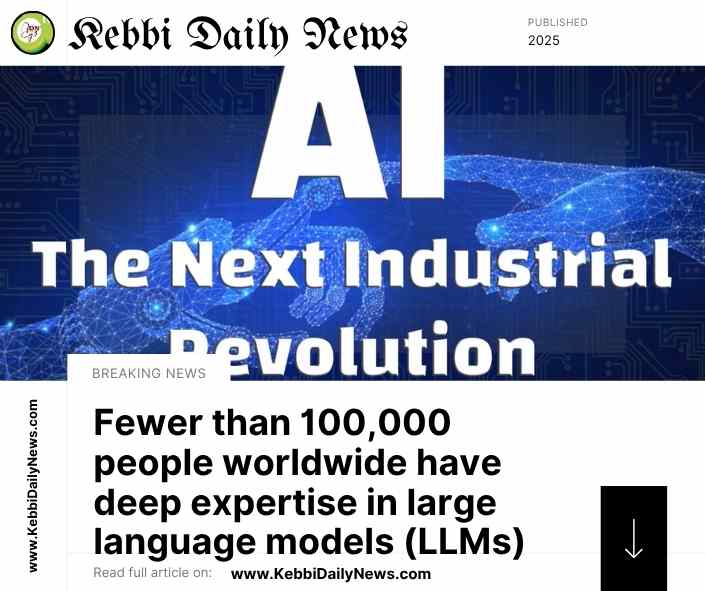 Kebbi Daily News
PUBLISHED
2025
AI
The Next Industrial
Revolution
BREAKING NEWS
Fewer than 100,000
people worldwide have
deep expertise in large
language models (LLMs)
Read full article on: www.KebbiDailyNews.com
www.KebbiDailyNews.com